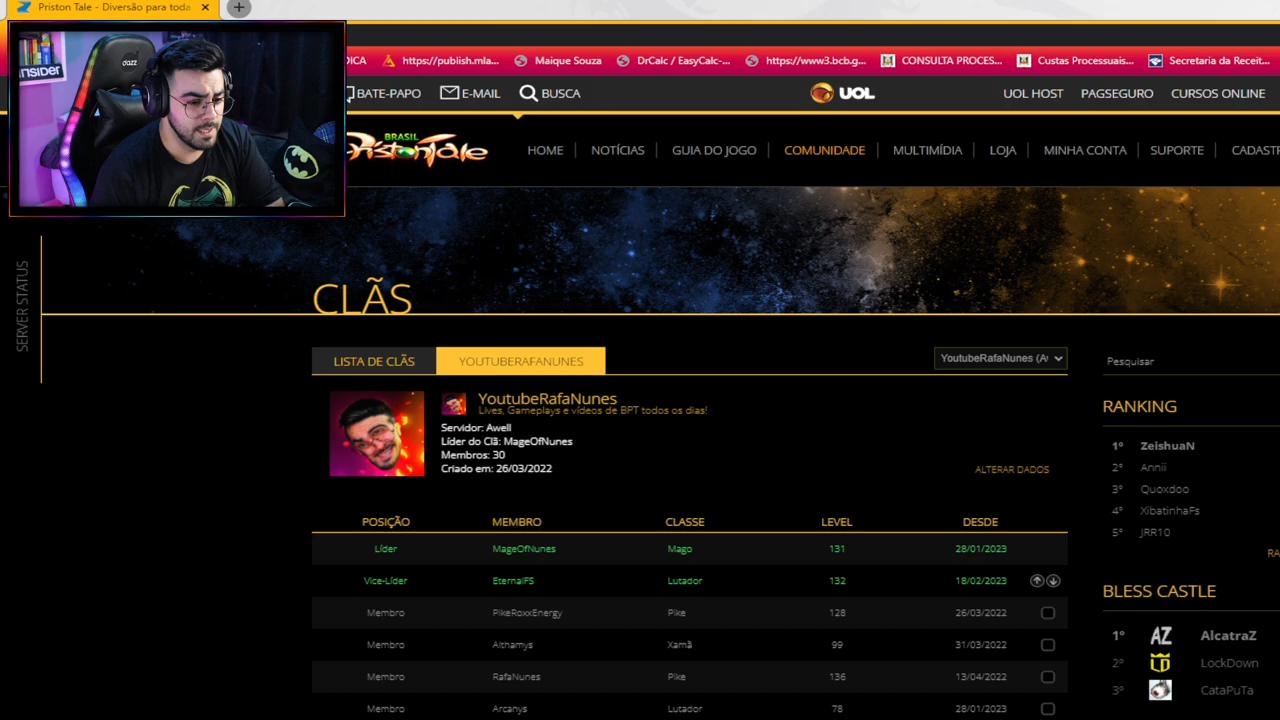 Priston Tale - Diversão para toda
INSIDER
DAZZ
https://publish.mla...
Maique Souza
DrCalc / EasyCalc-...
https://www3.bcb.g...
CONSULTA PROCES...
Custas Processuais...
Secretaria da Receit...
BATE-PAPO
E-MAIL
BUSCA
UOL
UOL HOST
PAGSEGURO
CURSOS ONLINE
BRASIL
PristonTale
HOME
NOTÍCIAS
GUIA DO JOGO
COMUNIDADE
MULTIMÍDIA
LOJA
MINHA CONTA
SUPORTE
SERVER STATUS
CLÃS
LISTA DE CLÃS
YOUTUBERAFANUNES
YoutubeRafaNunes (A
Pesquisar
YoutubeRafaNunes
Lives, Gameplays e vídeos de BPT todos os dias!
Servidor: Awell
Líder do Clã: MageOfNunes
Membros: 30
Criado em: 26/03/2022
ALTERAR DADOS
POSIÇÃO MEMBRO CLASSE LEVEL DESDE
Líder MageOfNunes Mago 131 28/01/2023
Vice-Líder EternalFS Lutador 132 18/02/2023
Membro PikeRoxxEnergy Pike 128 26/03/2022
Membro Althamys Xamã 99 31/03/2022
Membro RafaNunes Pike 136 13/04/2022
Membro Arcanys Lutador 78 28/01/2023
RANKING
1º ZeishuaN
2º Annii
3º Quoxdoo
4º XibatinhaFs
5º JRR10
BLESS CASTLE
1º AZ AlcatraZ
2º LockDown
3º CataPuTa